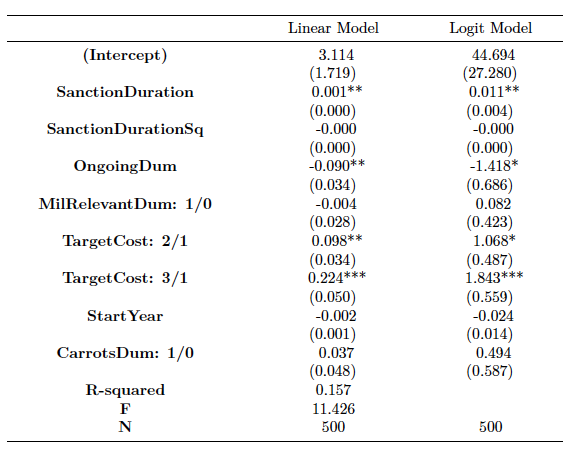 Linear Model Logit Model
(Intercept) 3.114 44.694
(1.719) (27.280)
SanctionDuration 0.001** 0.011**
(0.000) (0.004)
SanctionDurationSq -0.000 -0.000
(0.000) (0.000)
OngoingDum -0.090** -1.418*
(0.034) (0.686)
MilRelevantDum: 1/0 -0.004 0.082
(0.028) (0.423)
TargetCost: 2/1 0.098** 1.068*
(0.034) (0.487)
TargetCost: 3/1 0.224*** 1.843***
(0.050) (0.559)
StartYear -0.002 -0.024
(0.001) (0.014)
CarrotsDum: 1/0 0.037 0.494
(0.048) (0.587)
R-squared 0.157
F 11.426
N 500 500